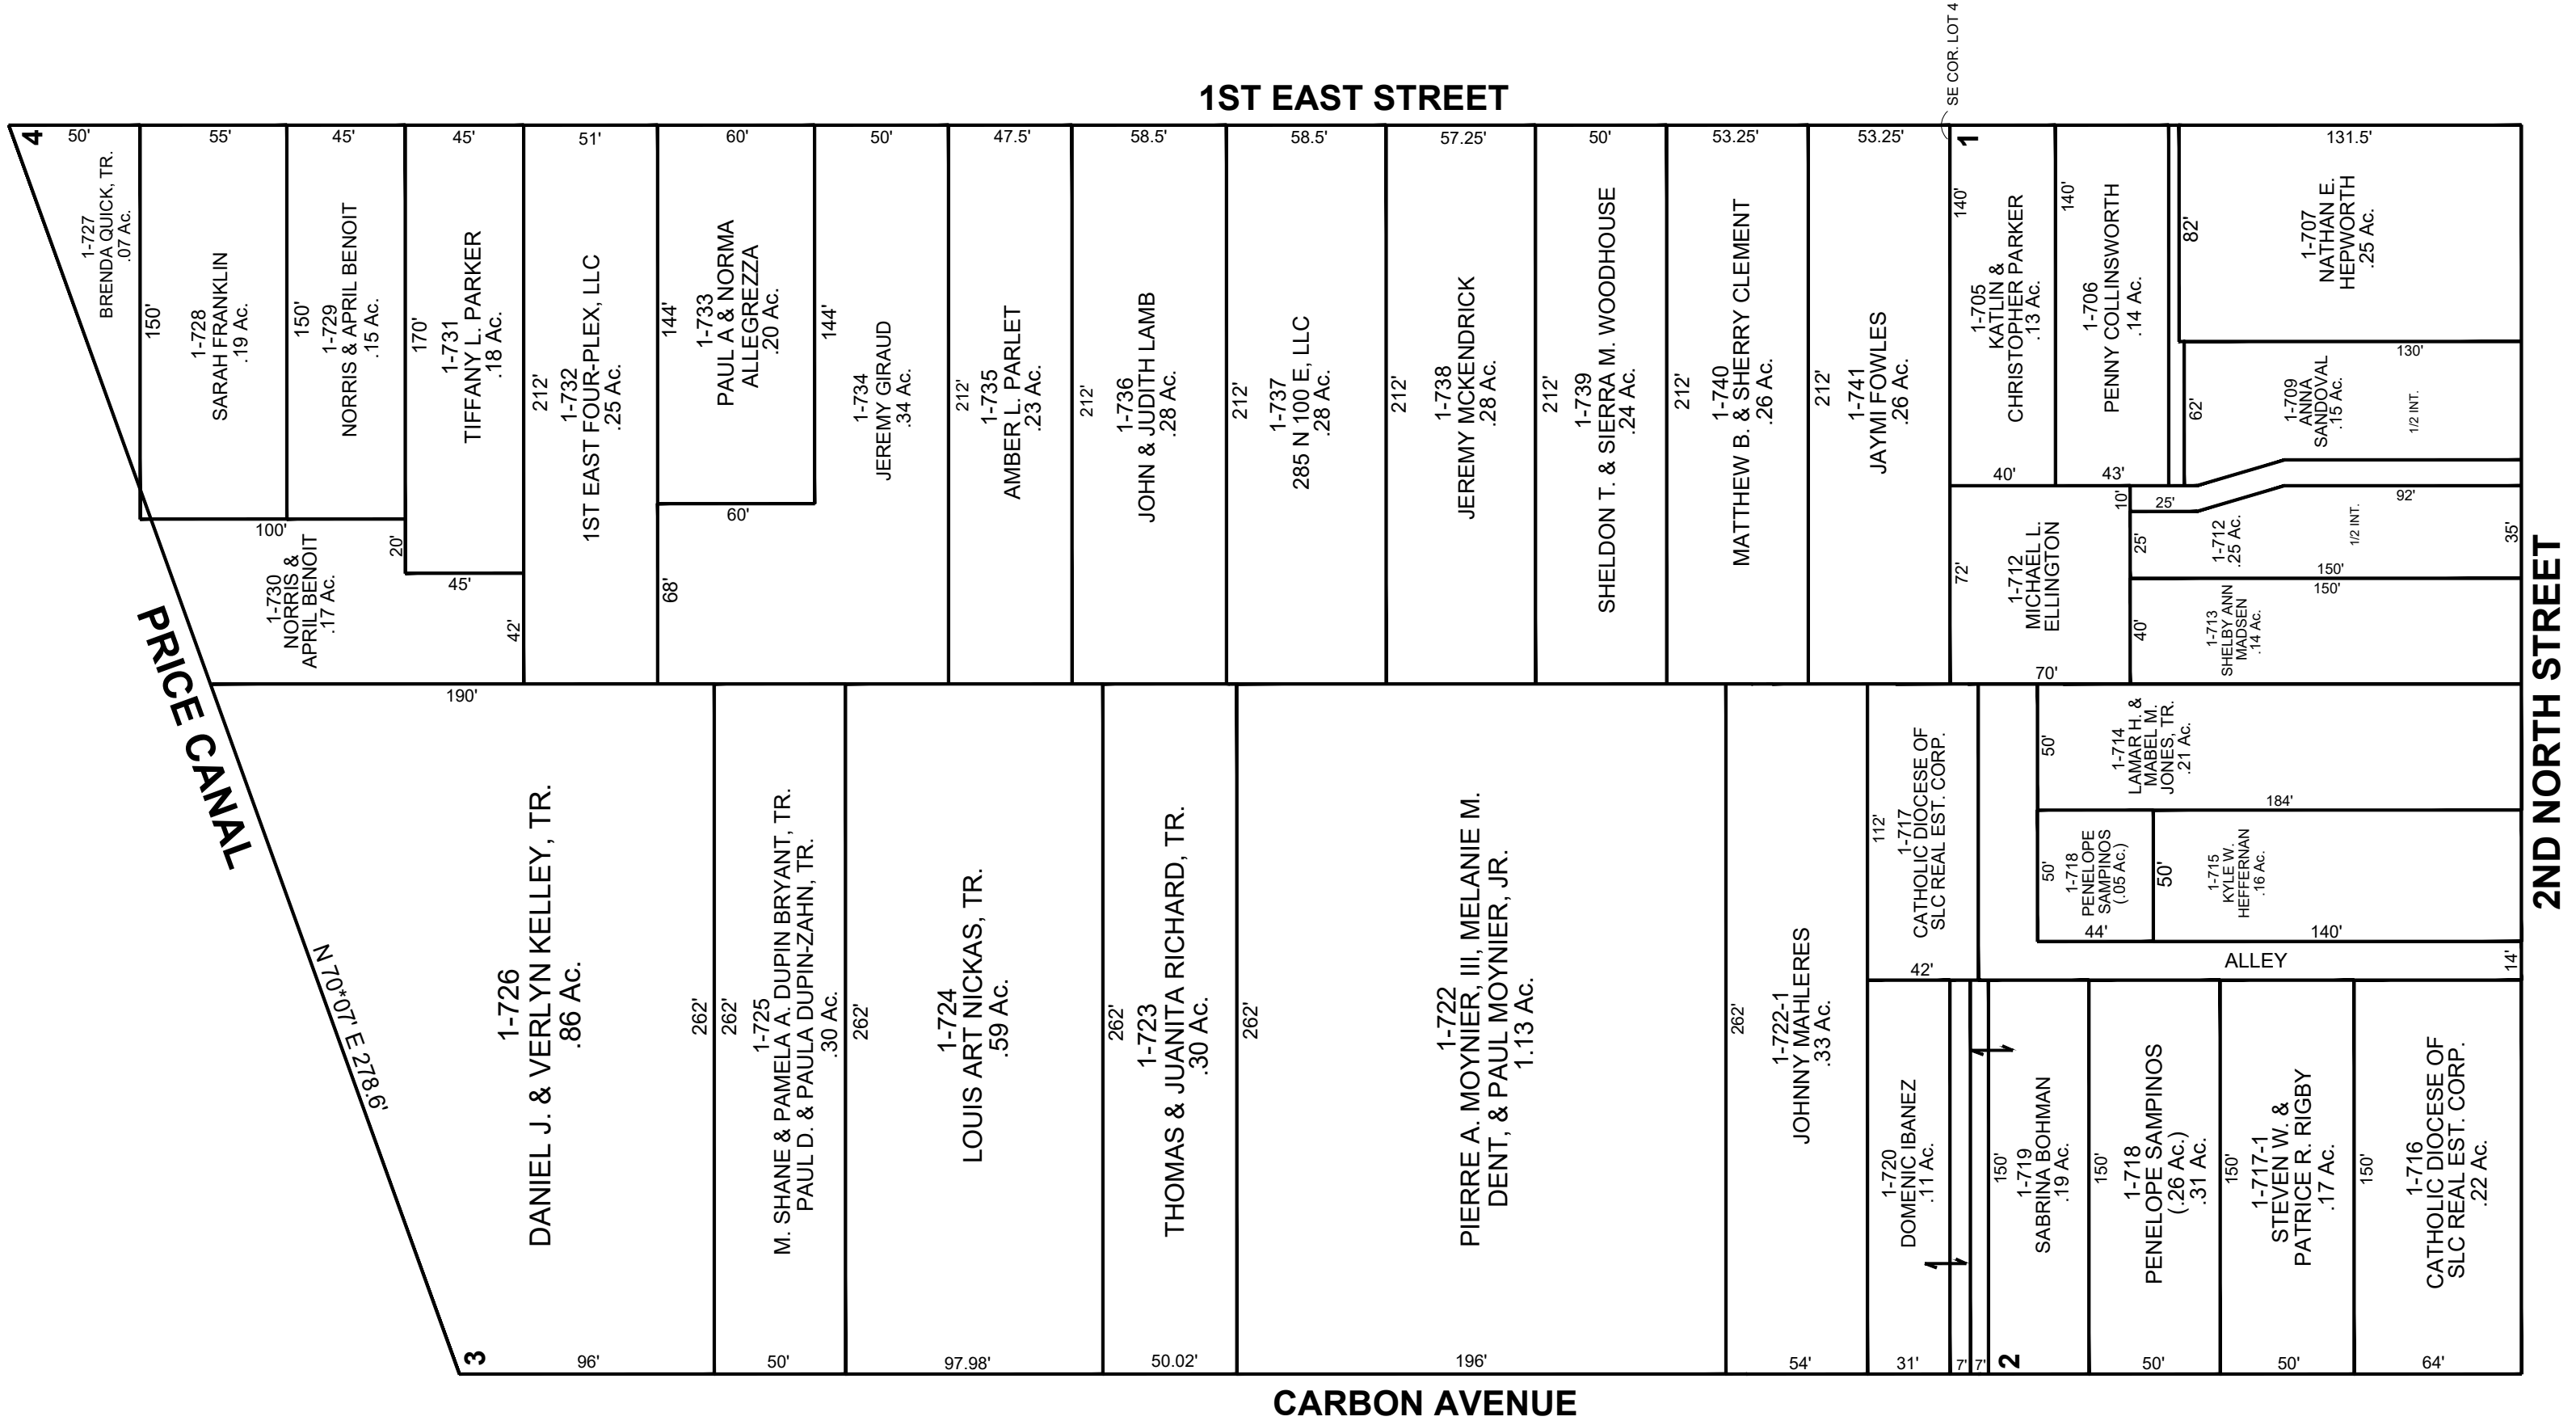 SE COR. LOT 4
1ST EAST STREET
4
50'
55'
45'
45'
51'
60'
50'
47.5'
58.5'
58.5'
57.25'
50'
53.25'
53.25'
1
131.5'
1-727
BRENDA QUICK, TR.
.07 Ac.
150'
1-728
SARAH FRANKLIN
.19 Ac.
150'
1-729
NORRIS & APRIL BENOIT
.15 Ac.
170'
1-731
TIFFANY L. PARKER
.18 Ac.
212'
1-732
1ST EAST FOUR-PLEX, LLC
.25 Ac.
144'
1-733
PAUL A & NORMA
ALLEGREZZA
.20 Ac.
144'
60'
68'
1-734
JEREMY GIRAUD
.34 Ac.
212'
1-735
AMBER L. PARLET
.23 Ac.
212'
1-736
JOHN & JUDITH LAMB
.28 Ac.
212'
1-737
285 N 100 E, LLC
.28 Ac.
212'
1-738
JEREMY MCKENDRICK
.28 Ac.
212'
1-739
SHELDON T. & SIERRA M. WOODHOUSE
.24 Ac.
212'
1-740
MATTHEW B. & SHERRY CLEMENT
.26 Ac.
212'
1-741
JAYMI FOWLES
.26 Ac.
140'
1-705
KATLIN &
CHRISTOPHER PARKER
.13 Ac.
40'
140'
1-706
PENNY COLLINSWORTH
.14 Ac.
43'
82'
1-707
NATHAN E.
HEPWORTH
.25 Ac.
130'
62'
1-709
ANNA
SANDOVAL
.15 Ac.
1/2 INT.
100'
20'
45'
42'
1-730
NORRIS &
APRIL BENOIT
.17 Ac.
72'
1-712
MICHAEL L.
ELLINGTON
70'
10'
25'
92'
25'
1-712
.25 Ac.
1/2 INT.
35'
150'
150'
40'
1-713
SHELBY ANN
MADSEN
.14 Ac.
2ND NORTH STREET
PRICE CANAL
N 70*07' E 278.6'
190'
1-726
DANIEL J. & VERLYN KELLEY, TR.
.86 Ac.
262'
262'
1-725
M. SHANE & PAMELA A. DUPIN BRYANT, TR.
PAUL D. & PAULA DUPIN-ZAHN, TR.
.30 Ac.
262'
1-724
LOUIS ART NICKAS, TR.
.59 Ac.
262'
1-723
THOMAS & JUANITA RICHARD, TR.
.30 Ac.
262'
1-722
PIERRE A. MOYNIER, III, MELANIE M.
DENT, & PAUL MOYNIER, JR.
1.13 Ac.
262'
1-722-1
JOHNNY MAHLERES
.33 Ac.
112'
1-717
CATHOLIC DIOCESE OF
SLC REAL EST. CORP.
42'
50'
1-714
LAMAR H. &
MABEL M.
JONES, TR.
.21 Ac.
184'
50'
1-718
PENELOPE
SAMPINOS
(.05 Ac.)
44'
50'
1-715
KYLE W.
HEFFERNAN
.16 Ac.
140'
ALLEY
14'
1-720
DOMENIC IBANEZ
.11 Ac.
150'
1-719
SABRINA BOHMAN
.19 Ac.
150'
1-718
PENELOPE SAMPINOS
(.26 Ac.)
.31 Ac.
150'
1-717-1
STEVEN W. &
PATRICE R. RIGBY
.17 Ac.
150'
1-716
CATHOLIC DIOCESE OF
SLC REAL EST. CORP.
.22 Ac.
3
96'
50'
97.98'
50.02'
196'
54'
31'
7'
7'
2
50'
50'
64'
CARBON AVENUE